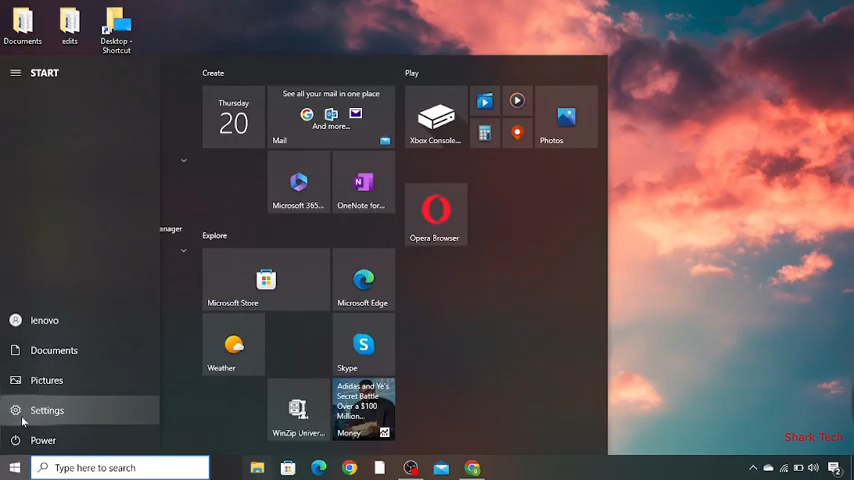 Documents
edits
Desktop -
Shortcut
START
Create
Play
Thursday
20
See all your mail in one place
And more...
Mail
Xbox Console...
Photos
Microsoft 365...
OneNote for...
anager
Explore
Opera Browser
Microsoft Store
Microsoft Edge
lenovo
Documents
Pictures
Settings
Power
Weather
Skype
WinZip Univer...
Adidas and Ye's
Secret Battle
Over a $100
Million...
Money
Shark Tech
Type here to search
2